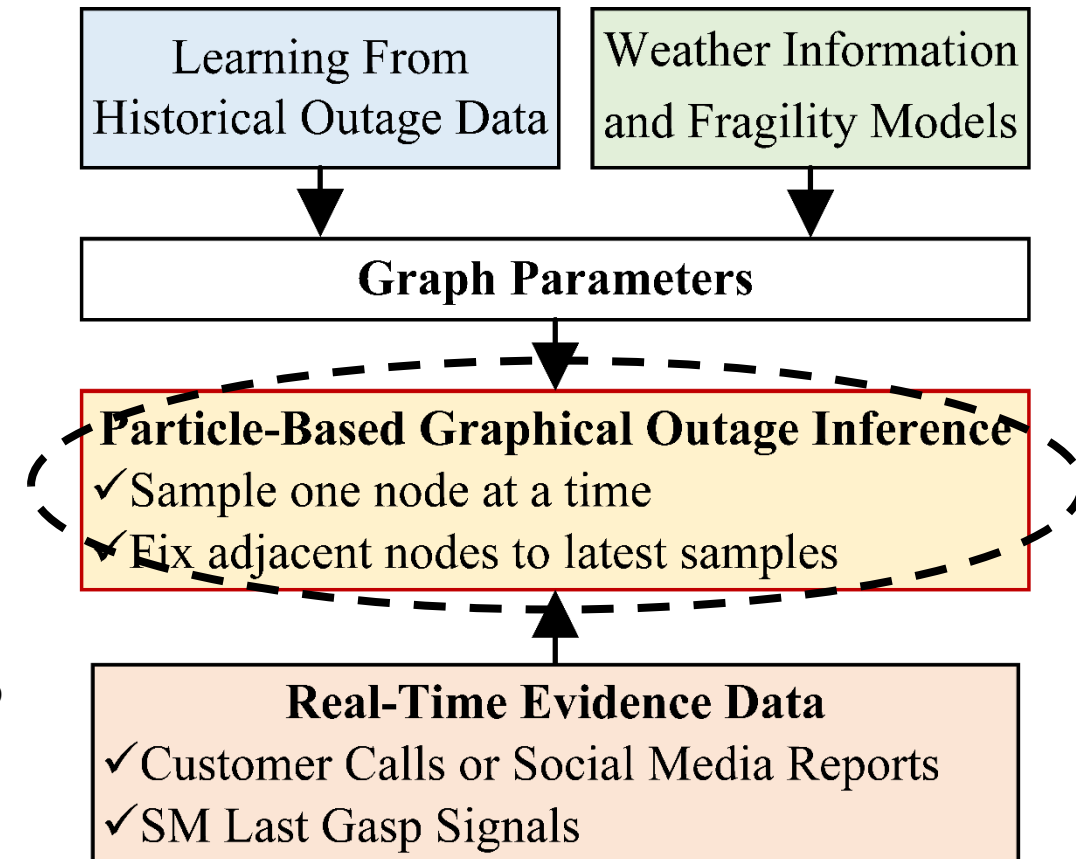 Learning From
Historical Outage Data
Weather Information
and Fragility Models
Graph Parameters
Particle-Based Graphical Outage Inference
✓Sample one node at a time
✓Fix adjacent nodes to latest samples
Real-Time Evidence Data
✓Customer Calls or Social Media Reports
✓SM Last Gasp Signals